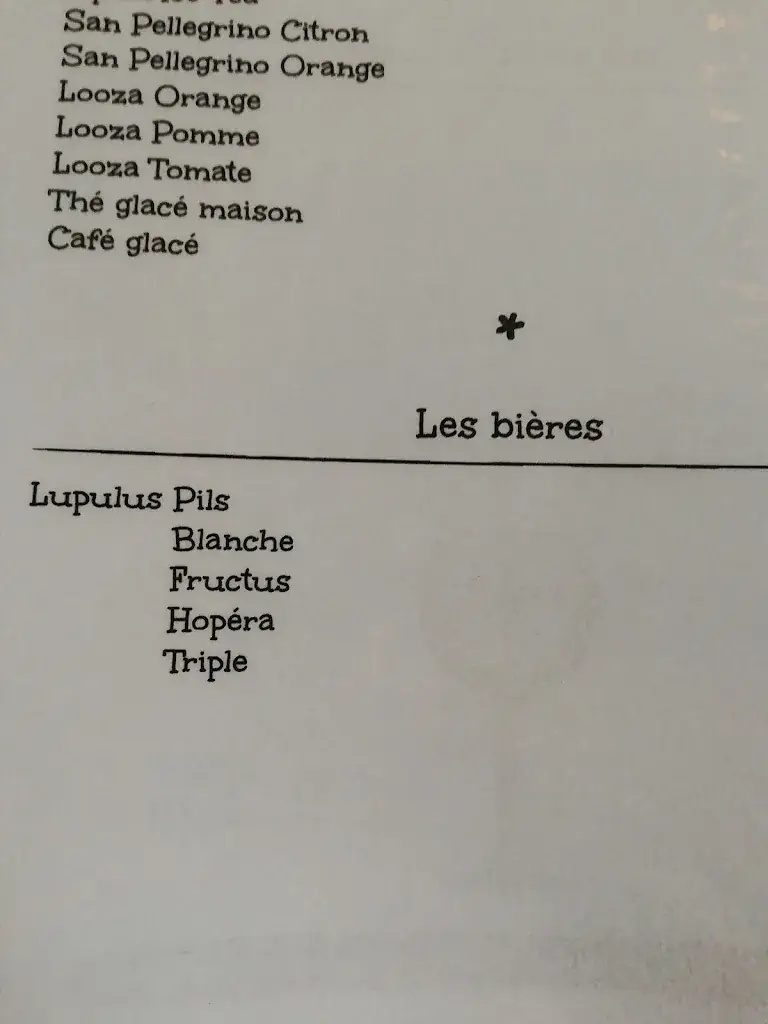 San Pellegrino Citron
San Pellegrino Orange
Looza Orange
Looza Pomme
Looza Tomate
Thé glacé maison
Café glacé
*
Les bières
Lupulus Pils
Blanche
Fructus
Hopéra
Triple